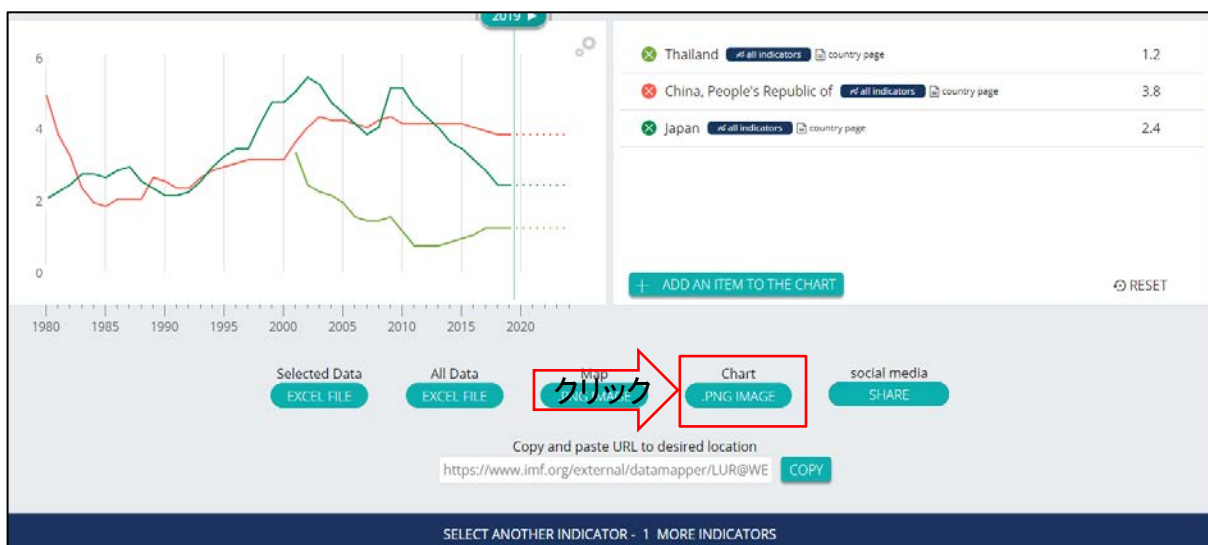 2019
6
4
2
0
1980 1985 1990 1995 2000 2005 2010 2015 2020
Thailand all indicators country page 1.2
China, People's Republic of all indicators country page 3.8
Japan all indicators country page 2.4
+ ADD AN ITEM TO THE CHART RESET
Selected Data All Data Map Chart social media
EXCEL FILE EXCEL FILE .PNG IMAGE .PNG IMAGE SHARE
クリック
Copy and paste URL to desired location
https://www.imf.org/external/datamapper/LUR@WE COPY
SELECT ANOTHER INDICATOR - 1 MORE INDICATORS